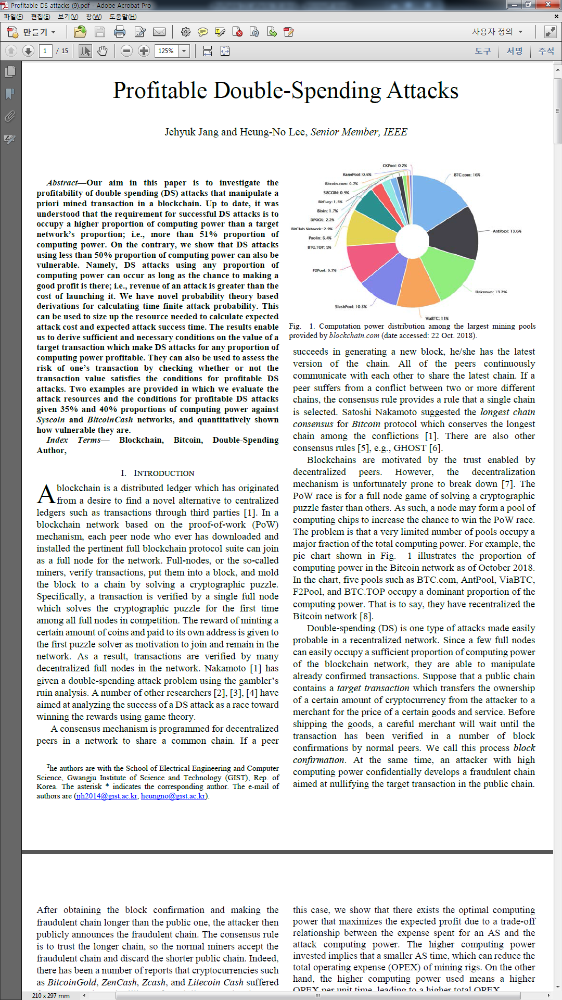 Profitable DS attacks (9).pdf - Adobe Acrobat Pro
파일(F) 편집(E) 보기(V) 창(W) 도움말(H)
만들기
사용자 정의
1 / 15
125%
도구 서명 주석
Profitable Double-Spending Attacks
Jehyuk Jang and Heung-No Lee, Senior Member, IEEE
Abstract—Our aim in this paper is to investigate the
profitability of double-spending (DS) attacks that manipulate a
priori mined transaction in a blockchain. Up to date, it was
understood that the requirement for successful DS attacks is to
occupy a higher proportion of computing power than a target
network's proportion; i.e., more than 51% proportion of
computing power. On the contrary, we show that DS attacks
using less than 50% proportion of computing power can also be
vulnerable. Namely, DS attacks using any proportion of
computing power can occur as long as the chance to making a
good profit is there; i.e., revenue of an attack is greater than the
cost of launching it. We have novel probability theory based
derivations for calculating time finite attack probability. This
can be used to size up the resource needed to calculate expected
attack cost and expected attack success time. The results enable
us to derive sufficient and necessary conditions on the value of a
target transaction which make DS attacks for any proportion of
computing power profitable. They can also be used to assess the
risk of one's transaction by checking whether or not the
transaction value satisfies the conditions for profitable DS
attacks. Two examples are provided in which we evaluate the
attack resources and the conditions for profitable DS attacks
given 35% and 40% proportions of computing power against
Syscoin and BitcoinCash networks, and quantitatively shown
how vulnerable they are.
Index Terms— Blockchain, Bitcoin, Double-Spending
Author,
I. INTRODUCTION
A blockchain is a distributed ledger which has originated
from a desire to find a novel alternative to centralized
ledgers such as transactions through third parties [1]. In a
blockchain network based on the proof-of-work (PoW)
mechanism, each peer node who ever has downloaded and
installed the pertinent full blockchain protocol suite can join
as a full node for the network. Full-nodes, or the so-called
miners, verify transactions, put them into a block, and mold
the block to a chain by solving a cryptographic puzzle.
Specifically, a transaction is verified by a single full node
which solves the cryptographic puzzle for the first time
among all full nodes in competition. The reward of minting a
certain amount of coins and paid to its own address is given to
the first puzzle solver as motivation to join and remain in the
network. As a result, transactions are verified by many
decentralized full nodes in the network. Nakamoto [1] has
given a double-spending attack problem using the gambler's
ruin analysis. A number of other researchers [2], [3], [4] have
aimed at analyzing the success of a DS attack as a race toward
winning the rewards using game theory.
A consensus mechanism is programmed for decentralized
peers in a network to share a common chain. If a peer
The authors are with the School of Electrical Engineering and Computer
Science, Gwangju Institute of Science and Technology (GIST), Rep. of
Korea. The asterisk * indicates the corresponding author. The e-mail of
authors are (jjh2014@gist.ac.kr, heungno@gist.ac.kr).
CKPool: 0.2%
KanoPool: 0.6%
Bitcoin.com: 0.7%
58COIN: 0.9%
BitFury: 1.5%
Bixin: 1.7%
DPOOL: 2.2%
BitClub Network: 2.9%
Poolin: 6.4%
BTC.TOP: 9%
F2Pool: 9.7%
SlushPool: 10.3%
ViaBTC: 11%
Unknown: 13.2%
AntPool: 13.6%
BTC.com: 16%
Fig. 1. Computation power distribution among the largest mining pools
provided by blockchain.com (date accessed: 22 Oct. 2018).
succeeds in generating a new block, he/she has the latest
version of the chain. All of the peers continuously
communicate with each other to share the latest chain. If a
peer suffers from a conflict between two or more different
chains, the consensus rule provides a rule that a single chain
is selected. Satoshi Nakamoto suggested the longest chain
consensus for Bitcoin protocol which conserves the longest
chain among the conflictions [1]. There are also other
consensus rules [5], e.g., GHOST [6].
Blockchains are motivated by the trust enabled by
decentralized peers. However, the decentralization
mechanism is unfortunately prone to break down [7]. The
PoW race is for a full node game of solving a cryptographic
puzzle faster than others. As such, a node may form a pool of
computing chips to increase the chance to win the PoW race.
The problem is that a very limited number of pools occupy a
major fraction of the total computing power. For example, the
pie chart shown in Fig. 1 illustrates the proportion of
computing power in the Bitcoin network as of October 2018.
In the chart, five pools such as BTC.com, AntPool, ViaBTC,
F2Pool, and BTC.TOP occupy a dominant proportion of the
computing power. That is to say, they have recentralized the
Bitcoin network [8].
Double-spending (DS) is one type of attacks made easily
probable in a recentralized network. Since a few full nodes
can easily occupy a sufficient proportion of computing power
of the blockchain network, they are able to manipulate
already confirmed transactions. Suppose that a public chain
contains a target transaction which transfers the ownership
of a certain amount of cryptocurrency from the attacker to a
merchant for the price of a certain goods and service. Before
shipping the goods, a careful merchant will wait until the
transaction has been verified in a number of block
confirmations by normal peers. We call this process block
confirmation. At the same time, an attacker with high
computing power confidentially develops a fraudulent chain
aimed at nullifying the target transaction in the public chain.
After obtaining the block confirmation and making the
fraudulent chain longer than the public one, the attacker then
publicly announces the fraudulent chain. The consensus rule
is to trust the longer chain, so the normal miners accept the
fraudulent chain and discard the shorter public chain. Indeed,
there has been a number of reports that cryptocurrencies such
as BitcoinGold, ZenCash, Zcash, and Litecoin Cash suffered
this case, we show that there exists the optimal computing
power that maximizes the expected profit due to a trade-off
relationship between the expense spent for an AS and the
attack computing power. The higher computing power
invested implies that a smaller AS time, which can reduce the
total operating expense (OPEX) of mining rigs. On the other
hand, the higher computing power used means a higher
OPEX per unit time, leading to a higher total OPEX
210 x 297 mm